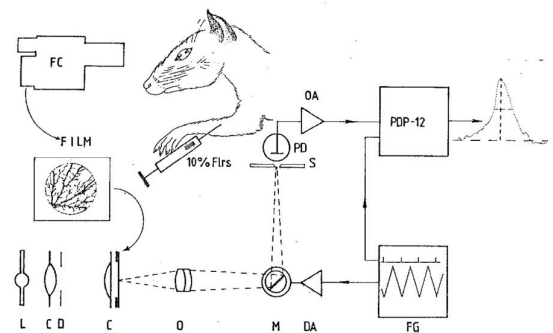 FC
FILM
10% Flrs
OA
PD
S
PDP-12
L C D C O M DA FG